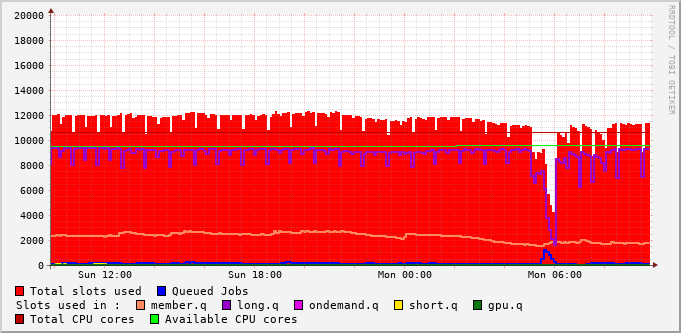 20000
18000
16000
14000
12000
10000
8000
6000
4000
2000
0
Sun 12:00 Sun 18:00 Mon 00:00 Mon 06:00
Total slots used Queued Jobs
Slots used in : member.q long.q ondemand.q short.q gpu.q
Total CPU cores Available CPU cores
RRDTOOL / TOBI OETIKER